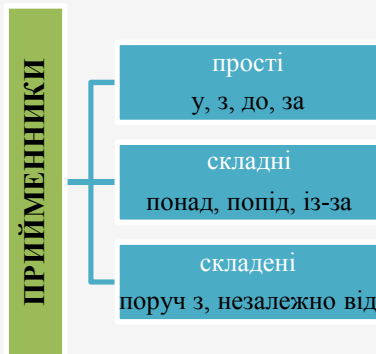 ПРИЙМЕННИКИ
прості
у, з, до, за
складні
понад, попід, із-за
складені
поруч з, незалежно від